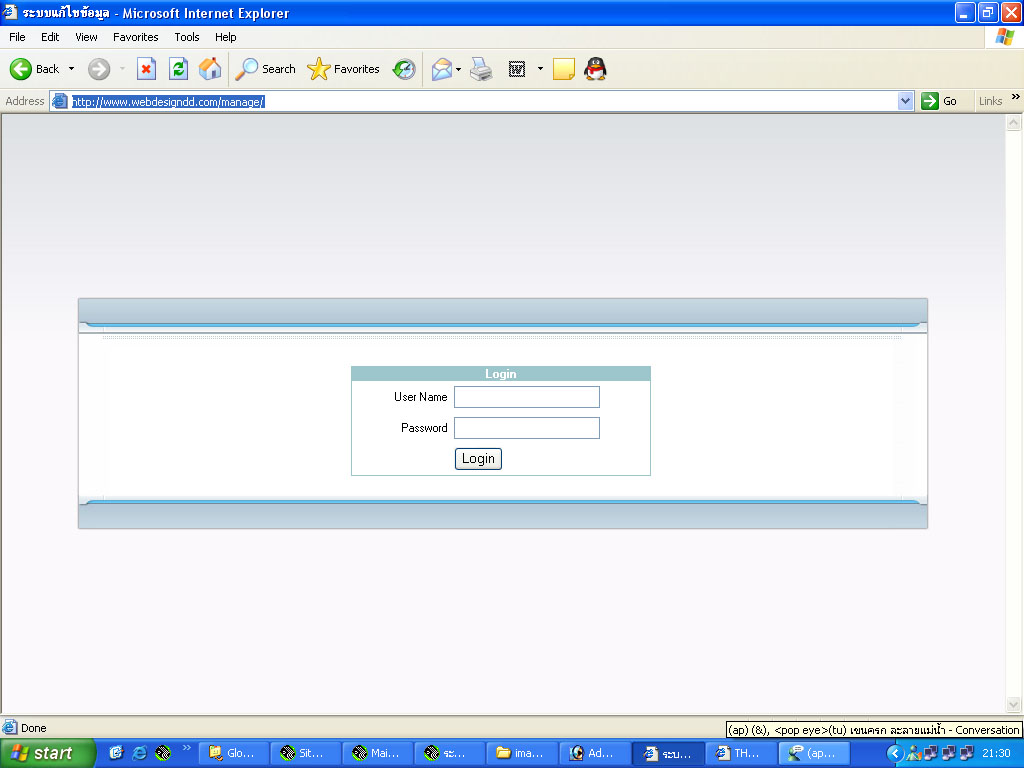 ระบบแก้ไขข้อมูล - Microsoft Internet Explorer
File Edit View Favorites Tools Help
Back Search Favorites
Address http://www.webdesigndd.com/manage/ Go Links »
Login
User Name
Password
Login
Done
(ap) (&), <pop eye>(tu) เขนครก ละลายแม่น้ำ - Conversation
start » Glo... Sit... Mai... ระ... ima... Ad... ระบ... TH... (ap... 21:30